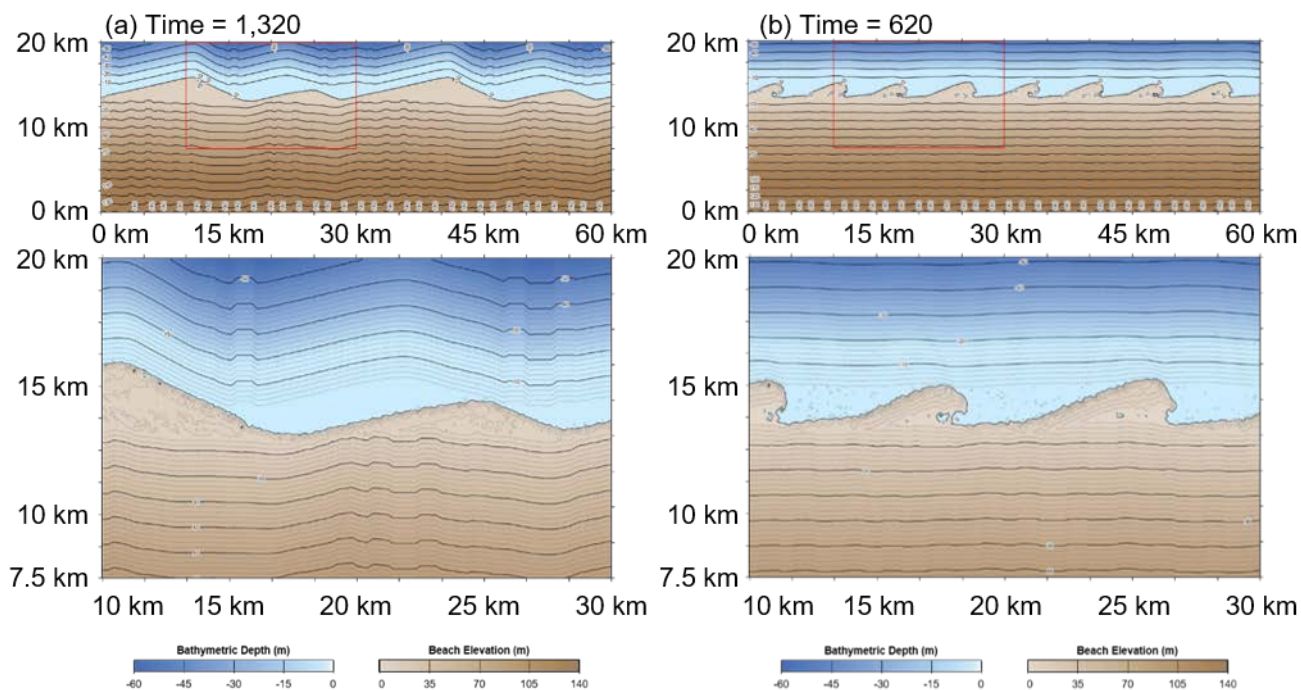 (a) Time = 1,320
20 km
10 km
0 km
0 km 15 km 30 km 45 km 60 km
20 km
15 km
10 km
7.5 km
10 km 15 km 20 km 25 km 30 km
Bathymetric Depth (m)
-60 -45 -30 -15 0
Beach Elevation (m)
0 35 70 105 140
(b) Time = 620
20 km
10 km
0 km
0 km 15 km 30 km 45 km 60 km
20 km
15 km
10 km
7.5 km
10 km 15 km 20 km 25 km 30 km
Bathymetric Depth (m)
-60 -45 -30 -15 0
Beach Elevation (m)
0 35 70 105 140